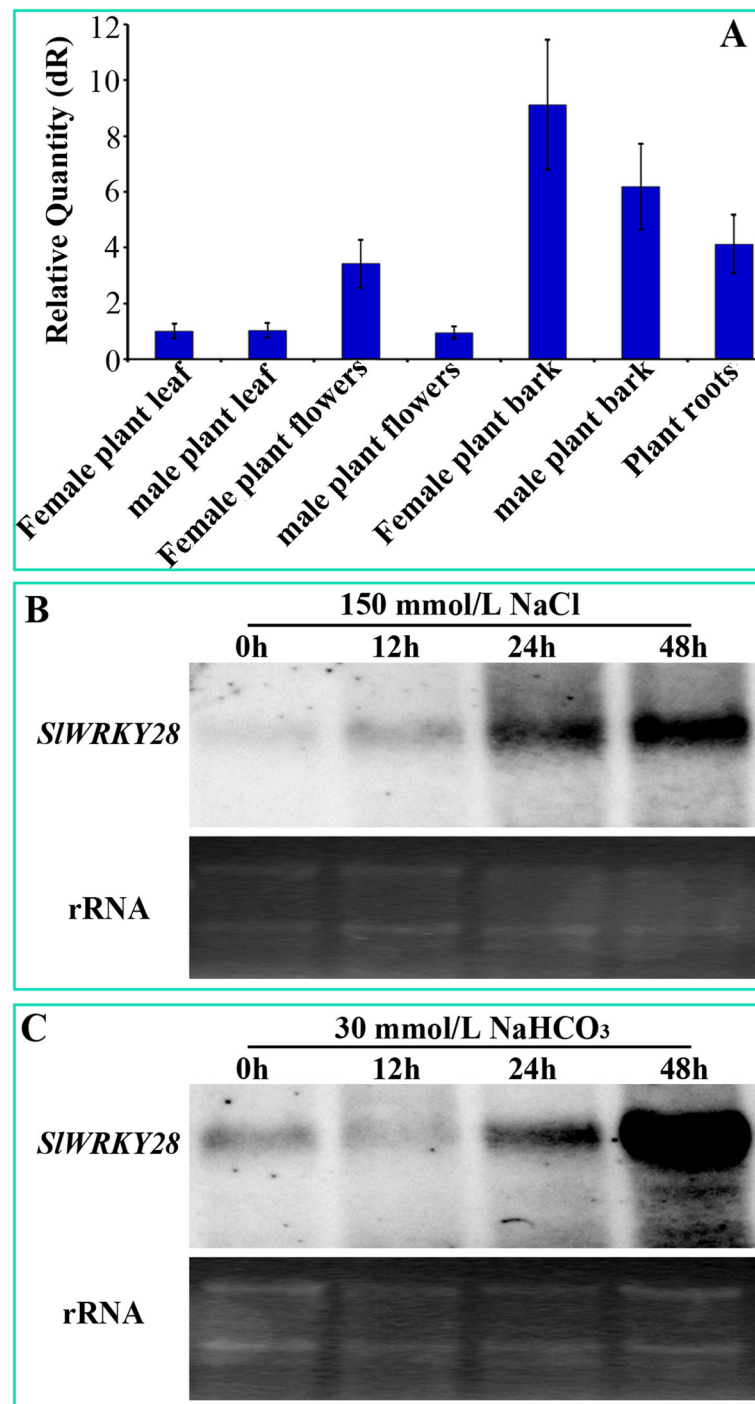 A
Relative Quantity (dR)
12
10
8
6
4
2
0
Female plant leaf
male plant leaf
Female plant flowers
male plant flowers
Female plant bark
male plant bark
Plant roots
B
150 mmol/L NaCl
0h 12h 24h 48h
SlWRKY28
rRNA
C
30 mmol/L NaHCO₃
0h 12h 24h 48h
SlWRKY28
rRNA